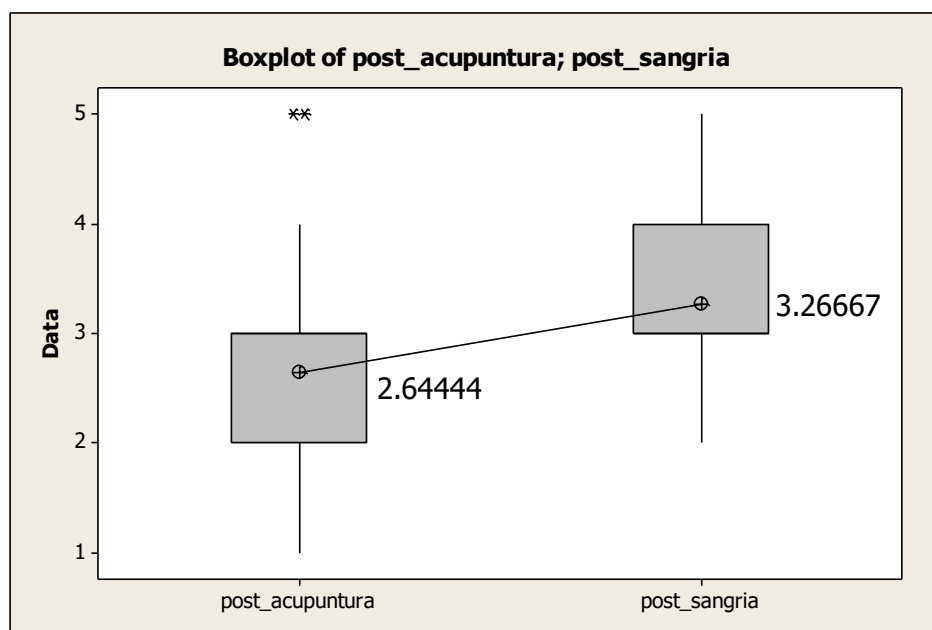 Boxplot of post_acupuntura; post_sangria
5
4
3
2
1
Data
2.64444
3.26667
post_acupuntura
post_sangria